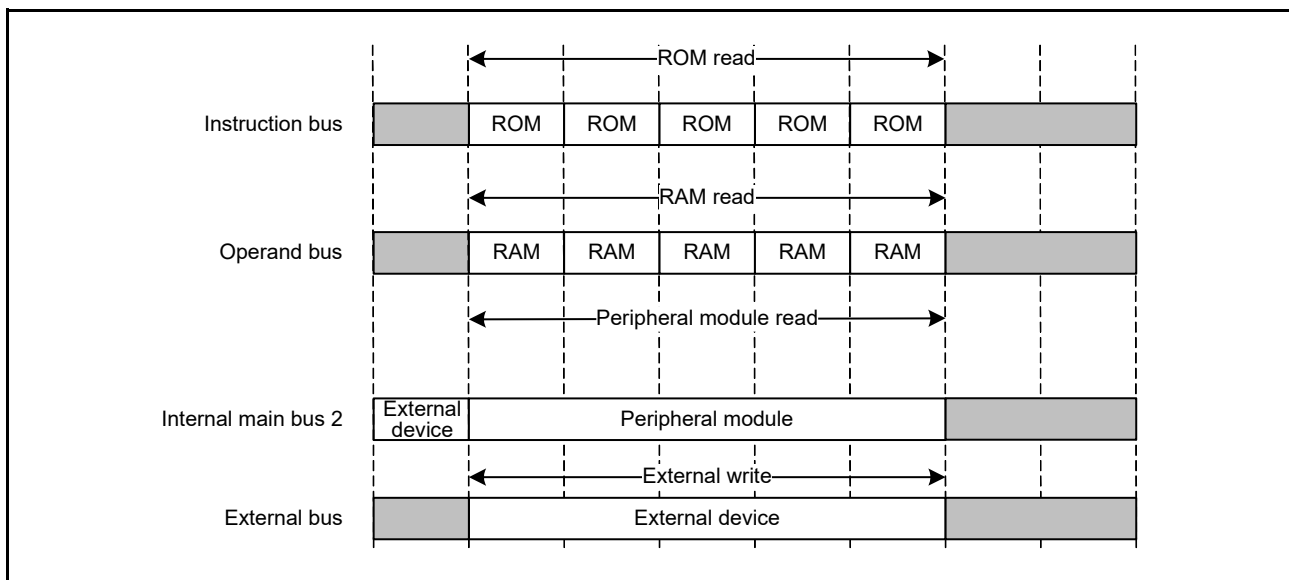 ROM read
Instruction bus
ROM ROM ROM ROM ROM
RAM read
Operand bus
RAM RAM RAM RAM RAM
Peripheral module read
Internal main bus 2
External
device
Peripheral module
External write
External bus
External device